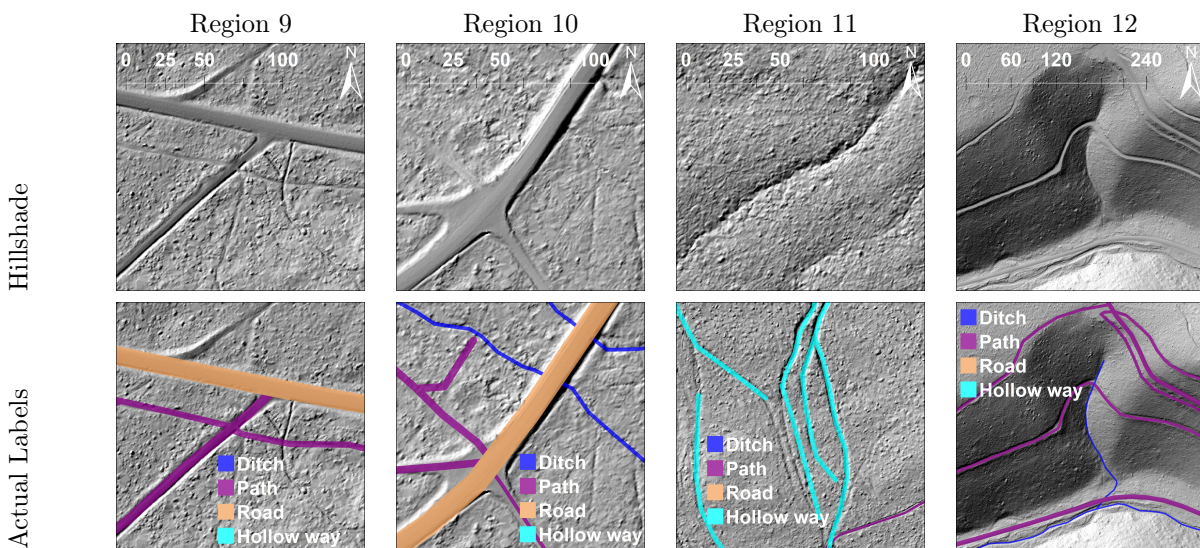 Region 9 Region 10 Region 11 Region 12
Hillshade
0 25 50 100 N
0 25 50 100 N
0 25 50 100 N
0 60 120 240 N
Actual Labels
Ditch
Path
Road
Hollow way
Ditch
Path
Road
Hollow way
Ditch
Path
Road
Hollow way
Ditch
Path
Road
Hollow way